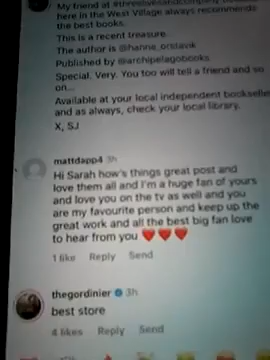 My friend at @threelivesandcompany
here in the West Village always recommends
the best books.
This is a recent treasure.
The author is @hanne_orstavik
Published by @archipelagobooks
Special. Very. You too will tell a friend and so
on...
Available at your local independent bookselle
and as always, check your local library.
X, SJ
mattdapp4 3h
Hi Sarah how's things great post and
love them all and I'm a huge fan of yours
and love you on the tv as well and you
are my favourite person and keep up the
great work and all the best big fan love
to hear from you ❤️❤️❤️
1 like Reply Send
thegordinier 3h
best store
4 likes Reply Send